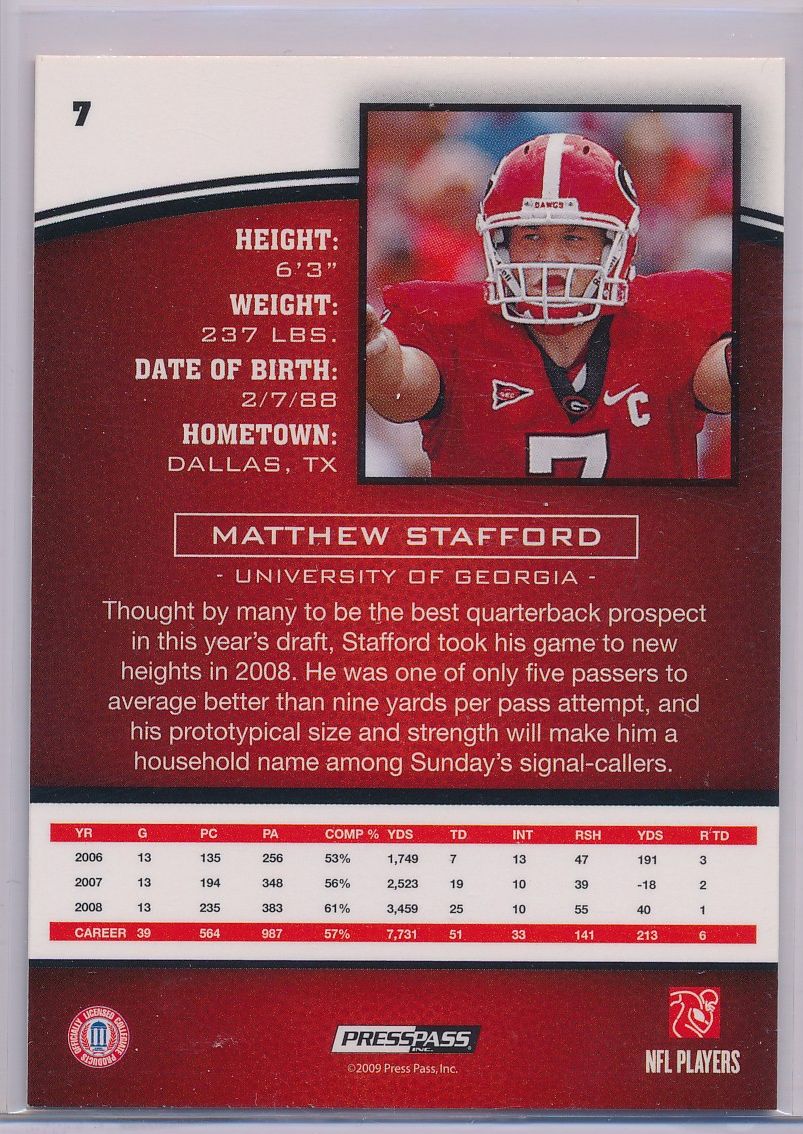 7
DAWGS
SEC
G
C
7
HEIGHT:
6'3"
WEIGHT:
237 LBS.
DATE OF BIRTH:
2/7/88
HOMETOWN:
DALLAS, TX
MATTHEW STAFFORD
- UNIVERSITY OF GEORGIA -
Thought by many to be the best quarterback prospect
in this year's draft, Stafford took his game to new
heights in 2008. He was one of only five passers to
average better than nine yards per pass attempt, and
his prototypical size and strength will make him a
household name among Sunday's signal-callers.
YR G PC PA COMP % YDS TD INT RSH YDS R'TD
2006 13 135 256 53% 1,749 7 13 47 191 3
2007 13 194 348 56% 2,523 19 10 39 -18 2
2008 13 235 383 61% 3,459 25 10 55 40 1
CAREER 39 564 987 57% 7,731 51 33 141 213 6
OFFICIALLY LICENSED COLLEGIATE PRODUCTS
PRESSPASS
INC.
©2009 Press Pass, Inc.
NFL PLAYERS